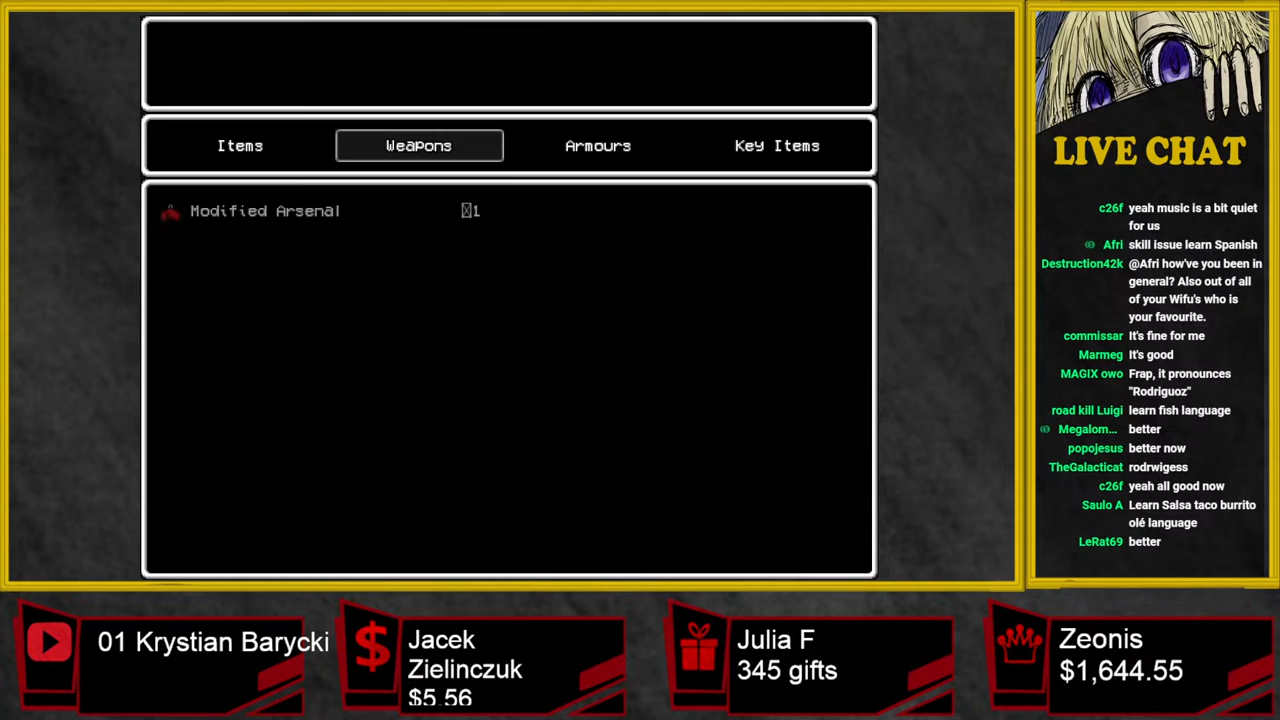 Items Weapons Armours Key Items
Modified Arsenal 1
LIVE CHAT
c26f yeah music is a bit quiet
for us
Afri skill issue learn Spanish
Destruction42k @Afri how've you been in
general? Also out of all
of your Wifu's who is
your favourite.
commissar It's fine for me
Marmeg It's good
MAGIX owo Frap, it pronounces
"Rodriguoz"
road kill Luigi learn fish language
Megalom... better
popojesus better now
TheGalacticat rodrwigess
c26f yeah all good now
Saulo A Learn Salsa taco burrito
olé language
LeRat69 better
01 Krystian Barycki
Jacek
Zielinczuk
$5.56
Julia F
345 gifts
Zeonis
$1,644.55